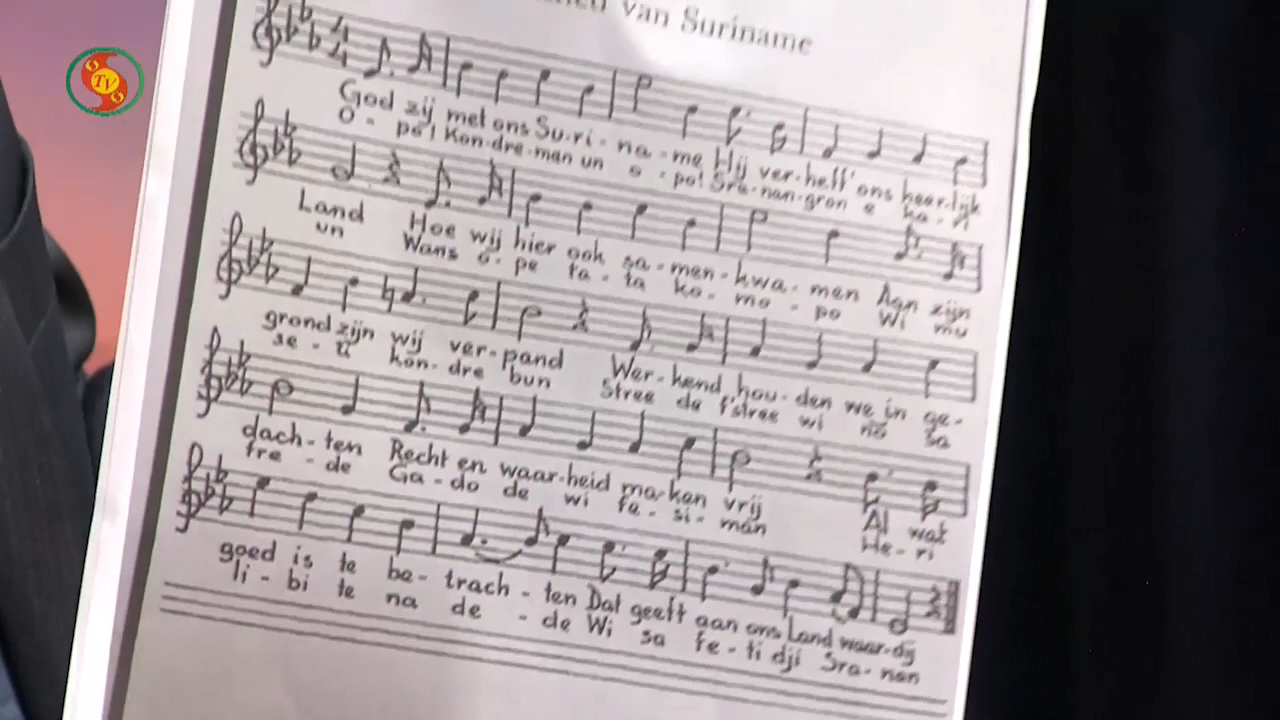 van Suriname
STVS
God zij met ons Su-ri-na-me Hij ver-heff' ons heer-lijk
O-po! Kon-dre-man un o-po! Sra-nan-gron e ka-ri
Land Hoe wij hier ook sa-men-kwa-men Aan zijn
un Wans o-pe ta-ta ko-mo-po Wi mu
grond zijn wij ver-pand Wer-kend hou-den we in ge-
se-ti kon-dre bun Stree de f'stree wi no sa
dach-ten Recht en waar-heid ma-ken vrij Al wat
fre-de Ga-do de wi fe-si-man He-ri
goed is te be-trach-ten Dat geeft aan ons Land waar-dij
li-bi te na de-de Wi sa fe-ti dji Sra-nan